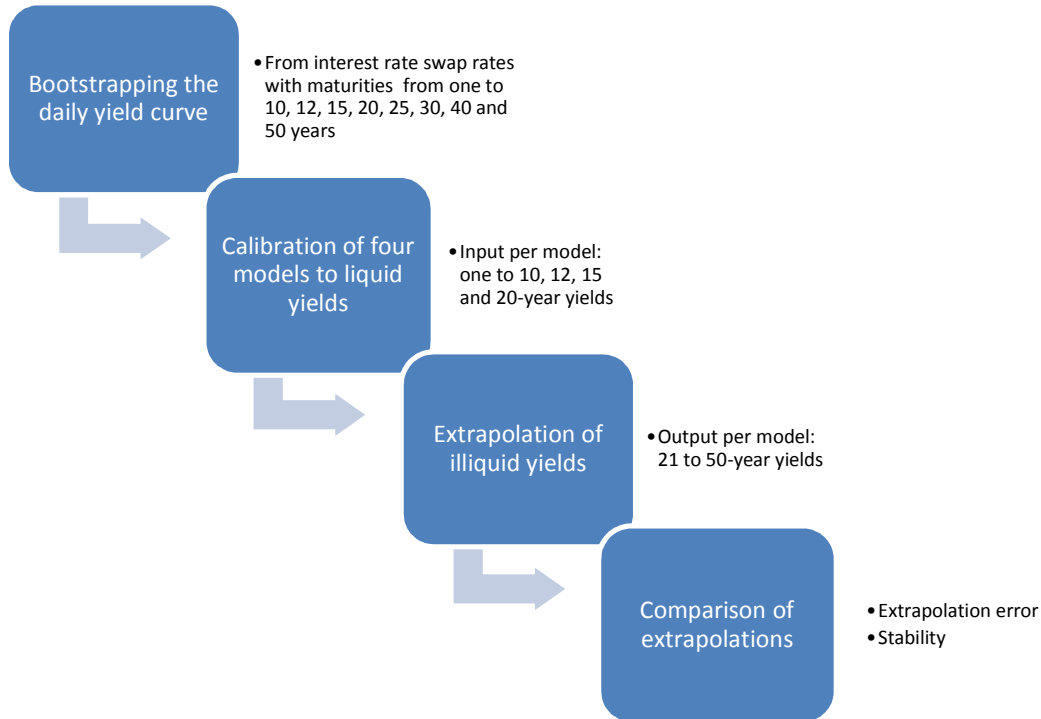 Bootstrapping the
daily yield curve
•From interest rate swap rates
with maturities from one to
10, 12, 15, 20, 25, 30, 40 and
50 years
Calibration of four
models to liquid
yields
•Input per model:
one to 10, 12, 15
and 20-year yields
Extrapolation of
illiquid yields
•Output per model:
21 to 50-year yields
Comparison of
extrapolations
•Extrapolation error
•Stability